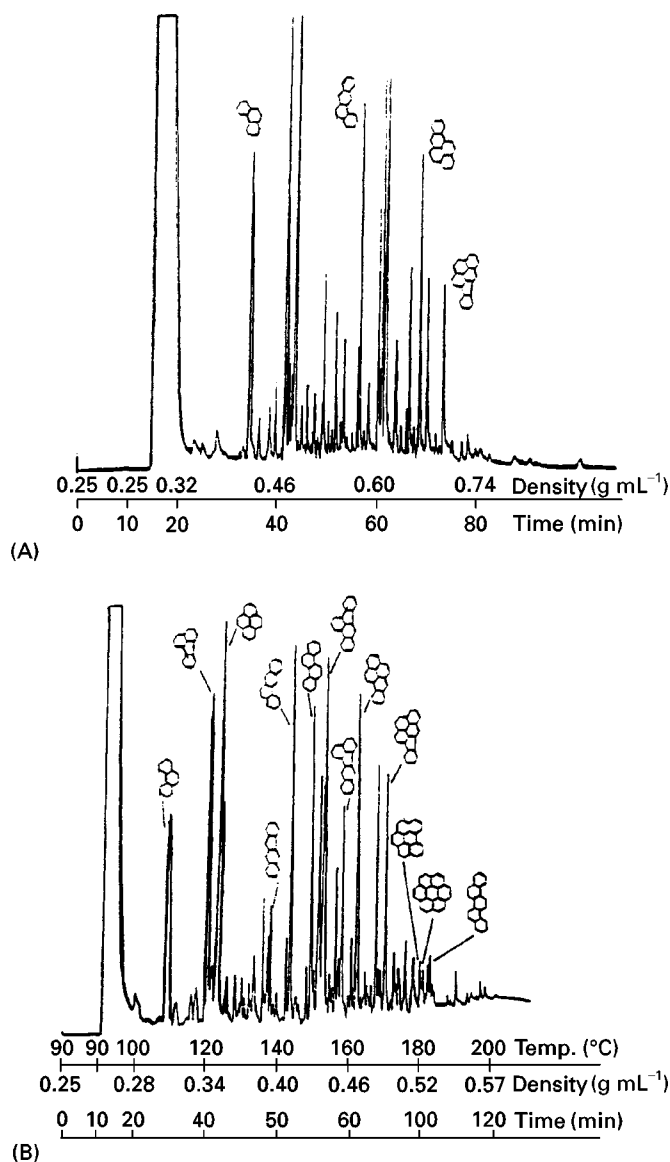 0.25 0.25 0.32 0.46 0.60 0.74 Density (g mL⁻¹)
0 10 20 40 60 80 Time (min)
(A)
90 90 100 120 140 160 180 200 Temp. (°C)
0.25 0.28 0.34 0.40 0.46 0.52 0.57 Density (g mL⁻¹)
0 10 20 40 50 60 80 100 120 Time (min)
(B)